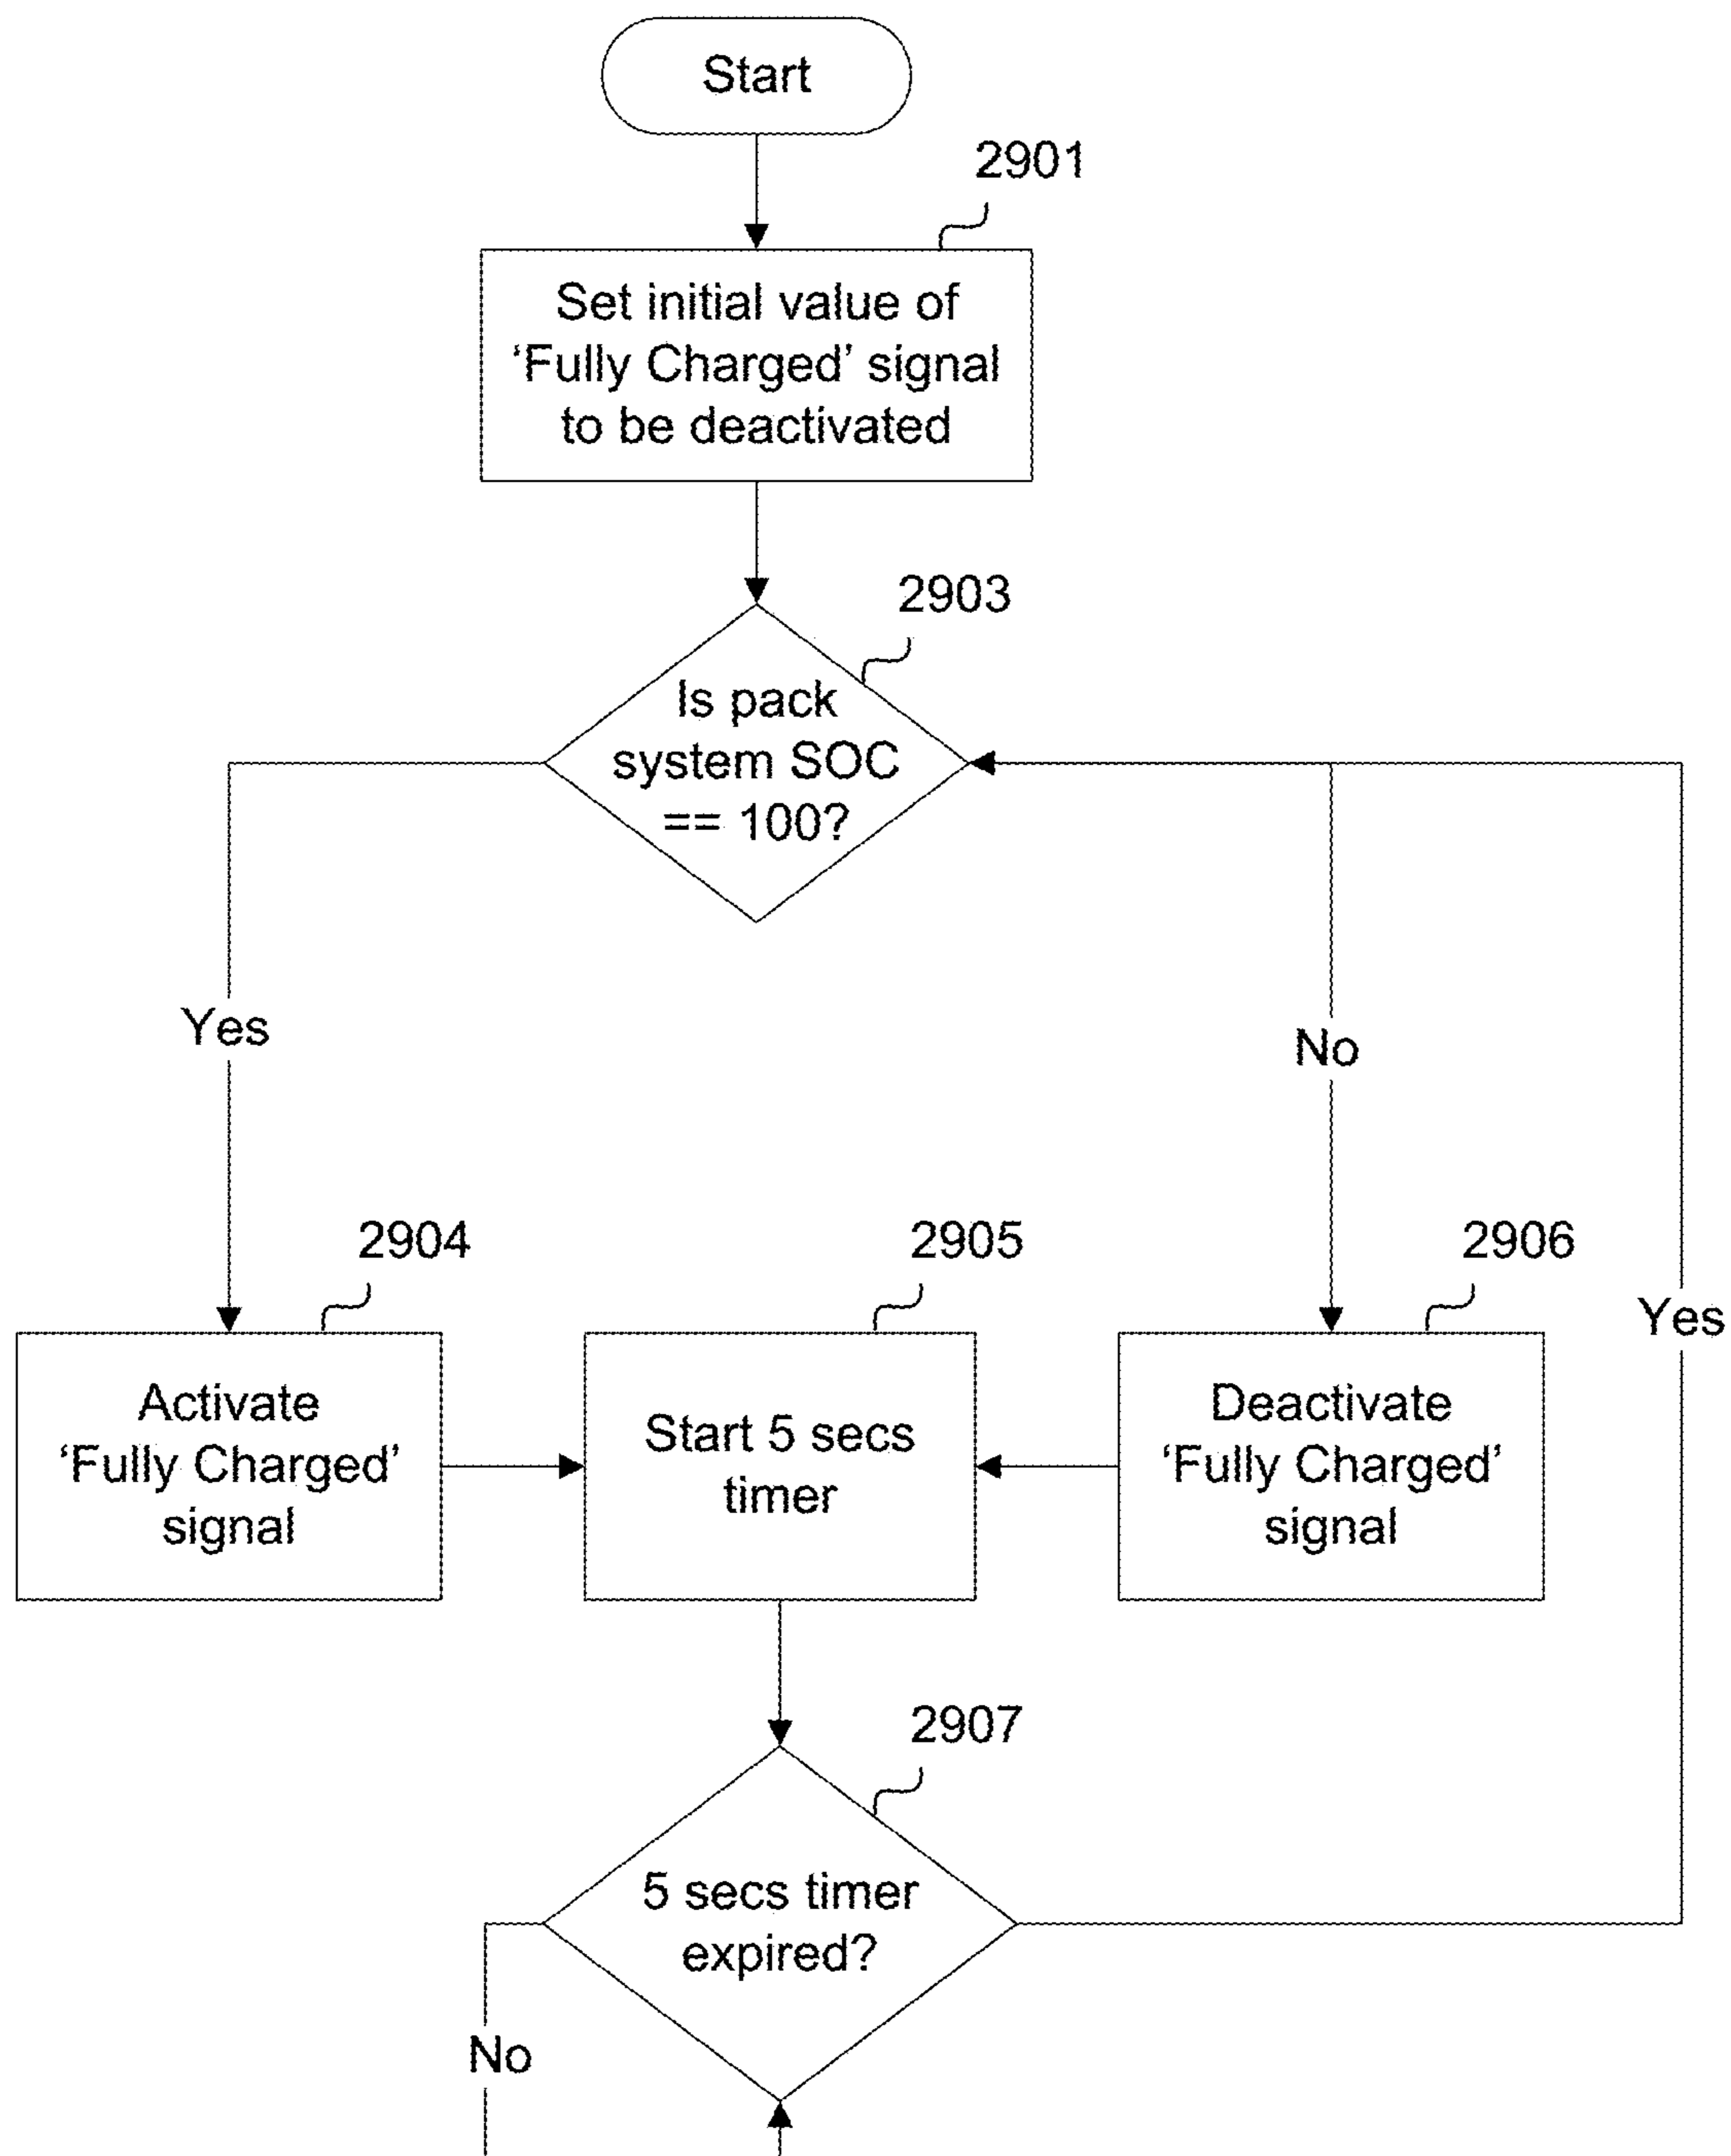 Start
2901
Set initial value of
‘Fully Charged’ signal
to be deactivated
2903
Is pack
system SOC
== 100?
Yes
No
2904
2905
2906
Yes
Activate
‘Fully Charged’
signal
Start 5 secs
timer
Deactivate
‘Fully Charged’
signal
2907
5 secs timer
expired?
No